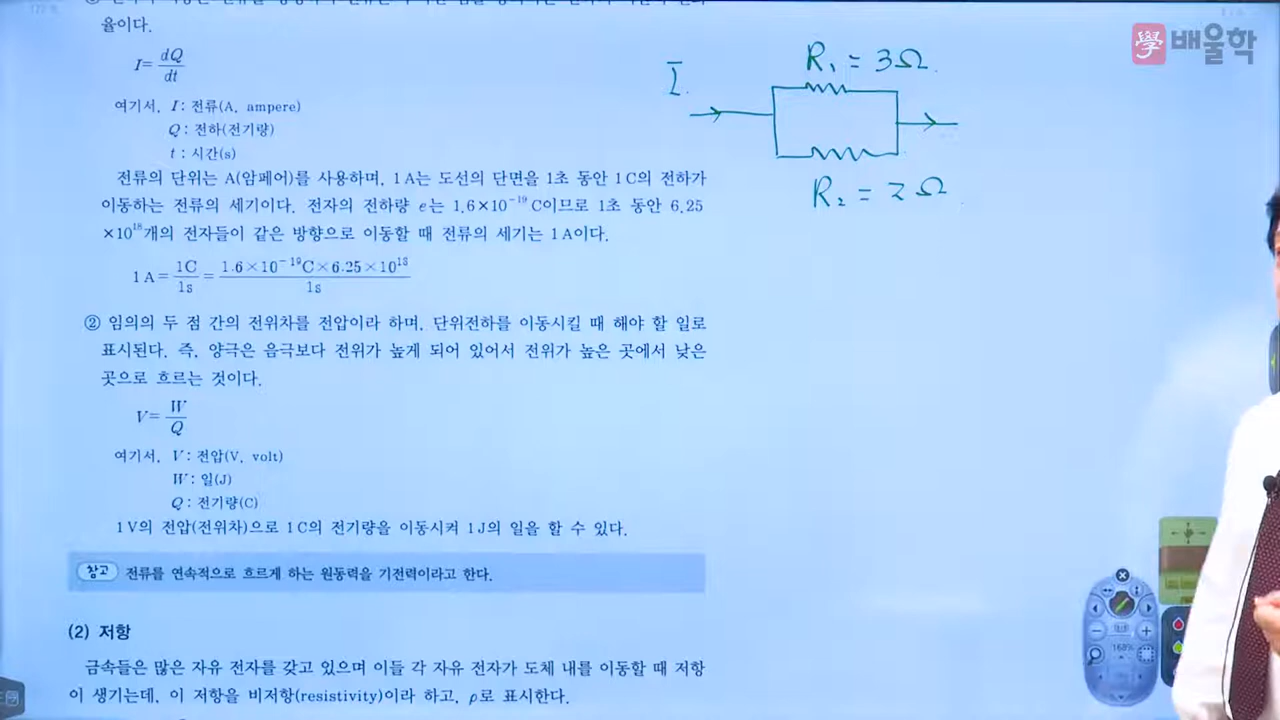 율이다.
I= dQ/dt
여기서, I : 전류(A, ampere)
Q : 전하(전기량)
t : 시간(s)
전류의 단위는 A(암페어)를 사용하며, 1A는 도선의 단면을 1초 동안 1C의 전하가
이동하는 전류의 세기이다. 전자의 전하량 e는 1.6×10⁻¹⁹C이므로 1초 동안 6.25
×10¹⁸개의 전자들이 같은 방향으로 이동할 때 전류의 세기는 1A이다.
1A= 1C/1s = 1.6×10⁻¹⁹C×6.25×10¹⁸/1s
② 임의의 두 점 간의 전위차를 전압이라 하며, 단위전하를 이동시킬 때 해야 할 일로
표시된다. 즉, 양극은 음극보다 전위가 높게 되어 있어서 전위가 높은 곳에서 낮은
곳으로 흐르는 것이다.
V= W/Q
여기서, V : 전압(V, volt)
W : 일(J)
Q : 전기량(C)
1V의 전압(전위차)으로 1C의 전기량을 이동시켜 1J의 일을 할 수 있다.
참고 전류를 연속적으로 흐르게 하는 원동력을 기전력이라고 한다.
(2) 저항
금속들은 많은 자유 전자를 갖고 있으며 이들 각 자유 전자가 도체 내를 이동할 때 저항
이 생기는데, 이 저항을 비저항(resistivity)이라 하고, ρ로 표시한다.
學 배울학
R₁ = 3Ω
I
R₂ = 2Ω
168%